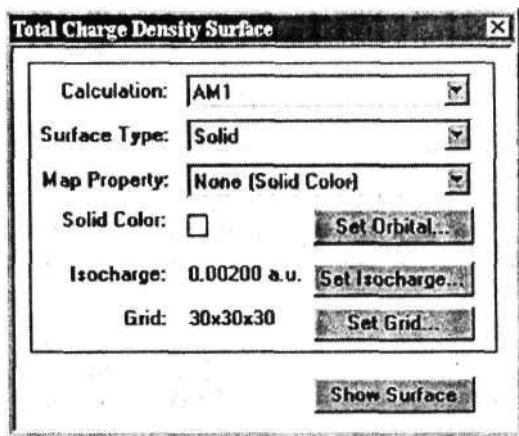 Total Charge Density Surface
Calculation: AM1
Surface Type: Solid
Map Property: None (Solid Color)
Solid Color: Set Orbital...
Isocharge: 0.00200 a.u. Set Isocharge...
Grid: 30x30x30 Set Grid...
Show Surface